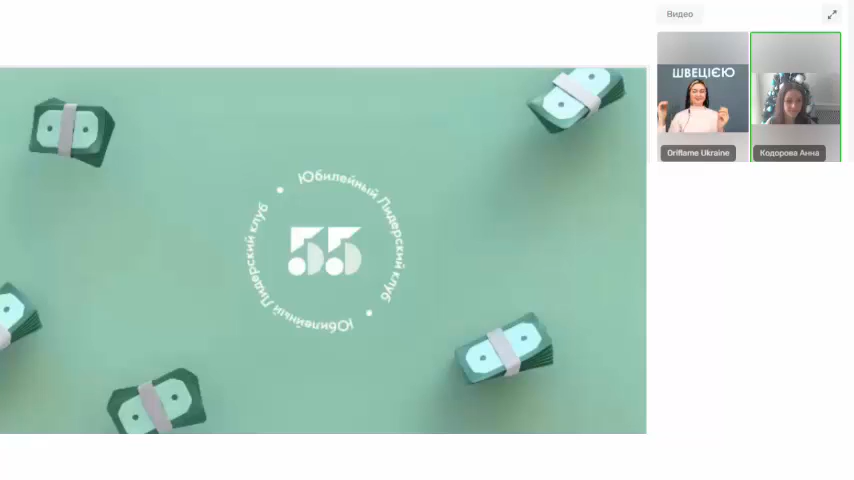 Видео
ШВЕЦІЄЮ
Oriflame Ukraine
Кодорова Анна
Юбилейный Лидерский клуб
55
Юбилейный Лидерский клуб